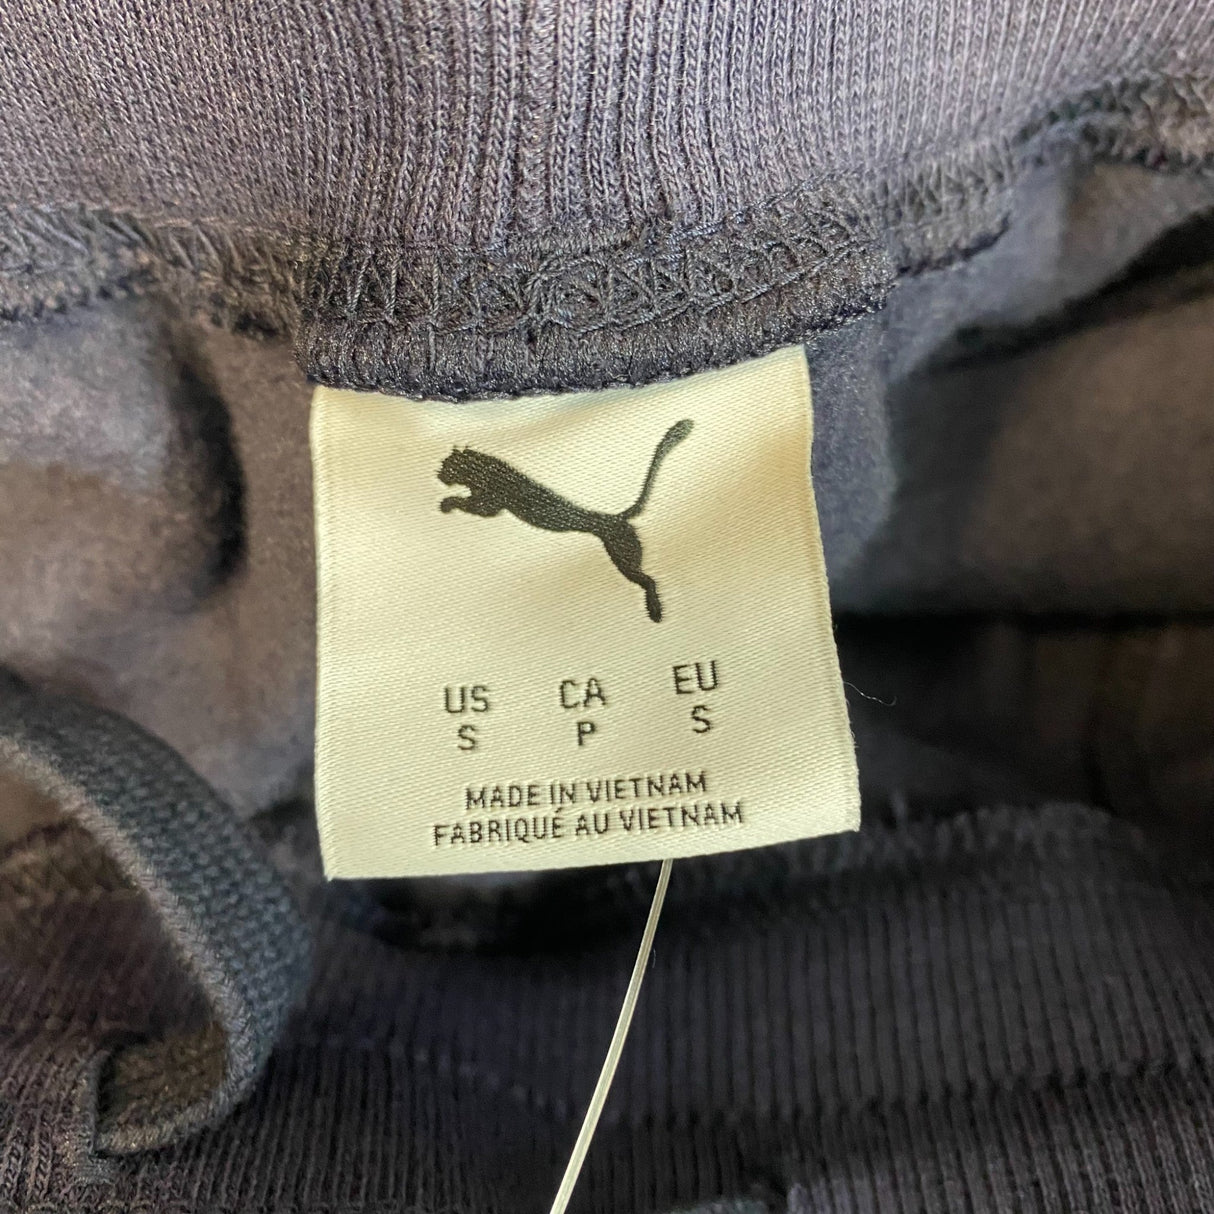 US CA EU
S P S
MADE IN VIETNAM
FABRIQUÉ AU VIETNAM